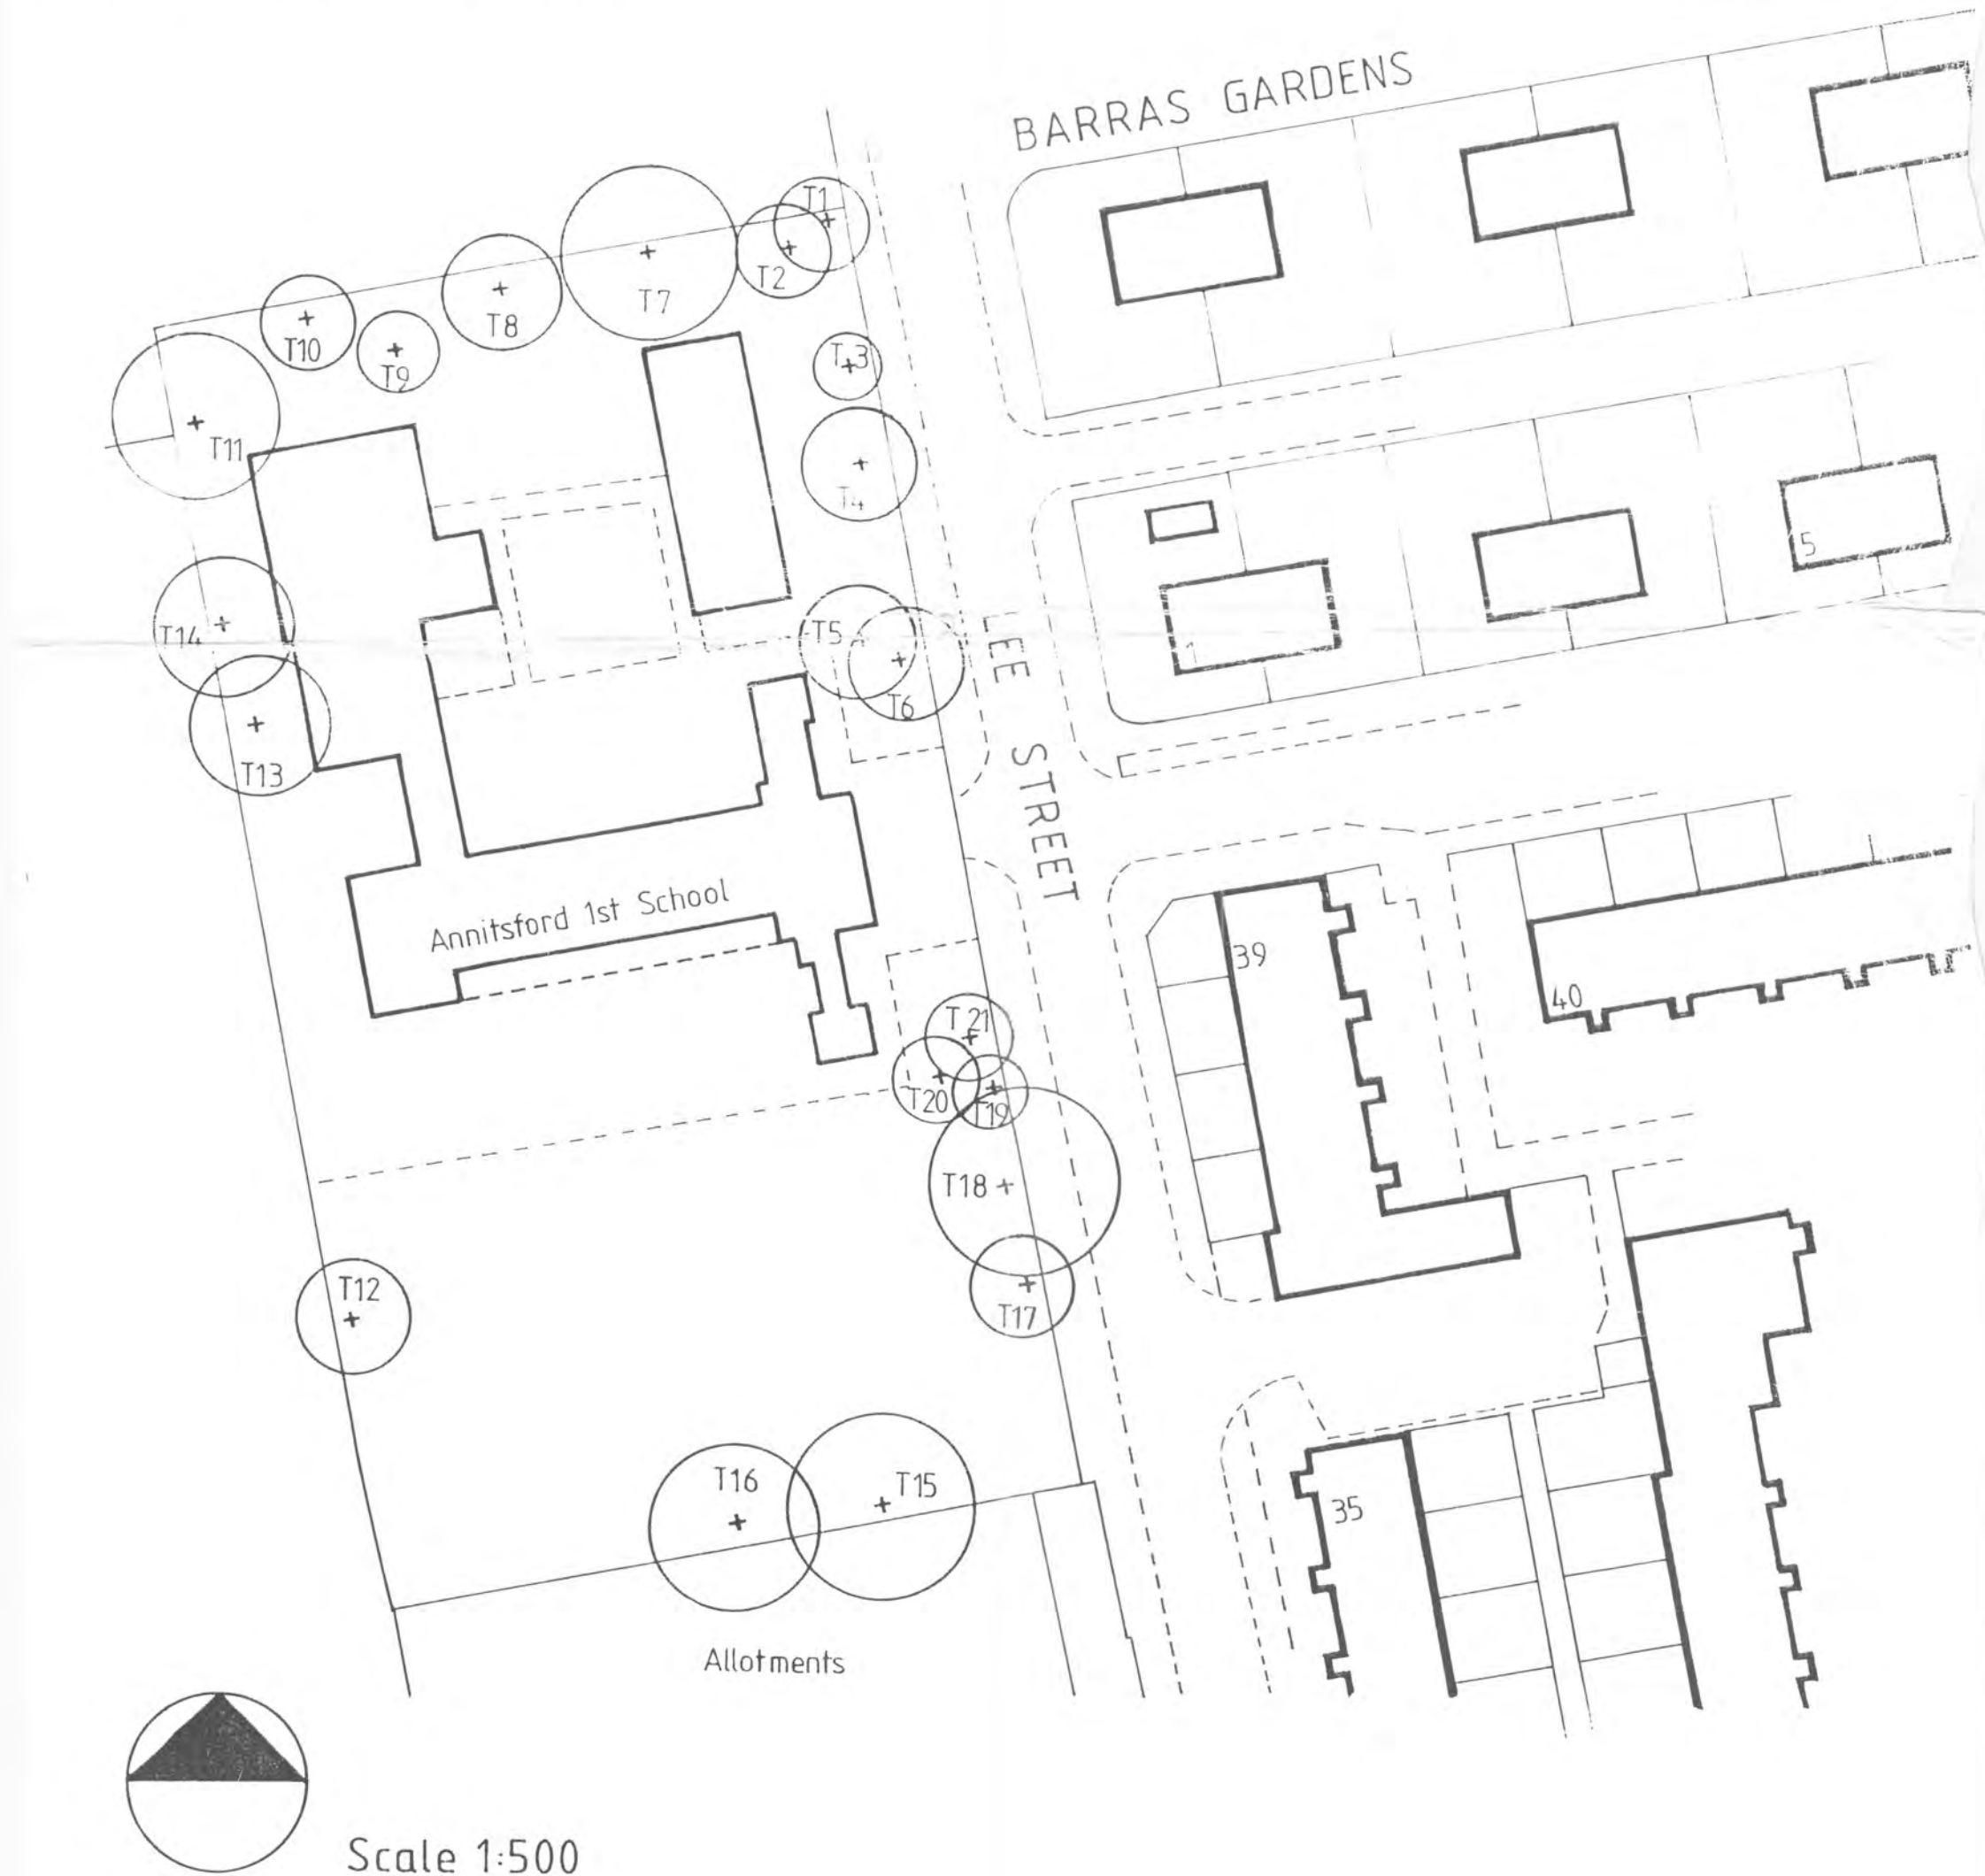 BARRAS GARDENS
T1
T2
T7
T8
T10
T9
T3
T11
T4
5
T5
T14
1
T6
LEE STREET
T13
Annitsford 1st School
39
40
T21
T20
T19
T18
T12
T17
T16
T15
35
Allotments
Scale 1:500